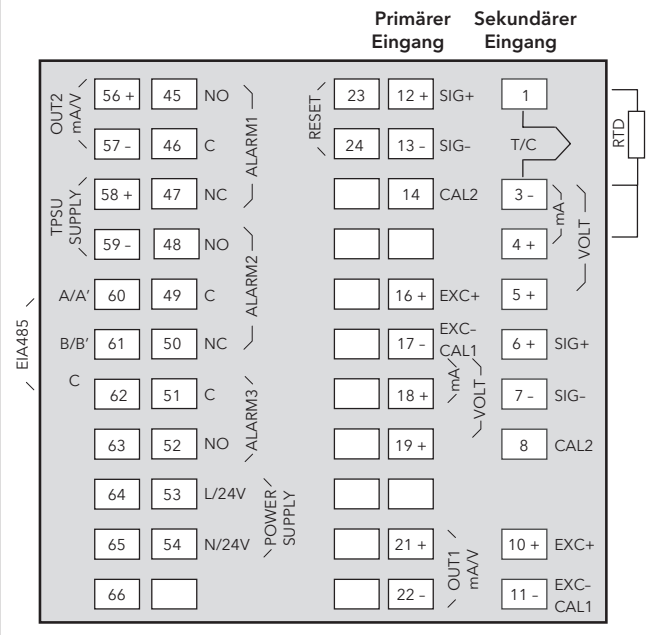 Primärer Sekundärer
Eingang Eingang
OUT2
mA/V
56 + 45 NO
57 - 46 C
ALARM1
TPSU
SUPPLY
58 + 47 NC
59 - 48 NO
A/A' 60 49 C
ALARM2
EIA485
B/B' 61 50 NC
C 62 51 C
ALARM3
63 52 NO
64 53 L/24V
65 54 N/24V
POWER
SUPPLY
66
RESET
23 12 + SIG+
24 13 - SIG-
14 CAL2
16 + EXC+
17 - EXC-
CAL1
18 +
mA
VOLT
19 +
21 +
22 -
OUT1
mA/V
1
T/C
RTD
3 -
mA
4 +
VOLT
5 +
6 + SIG+
7 - SIG-
8 CAL2
10 + EXC+
11 - EXC-
CAL1